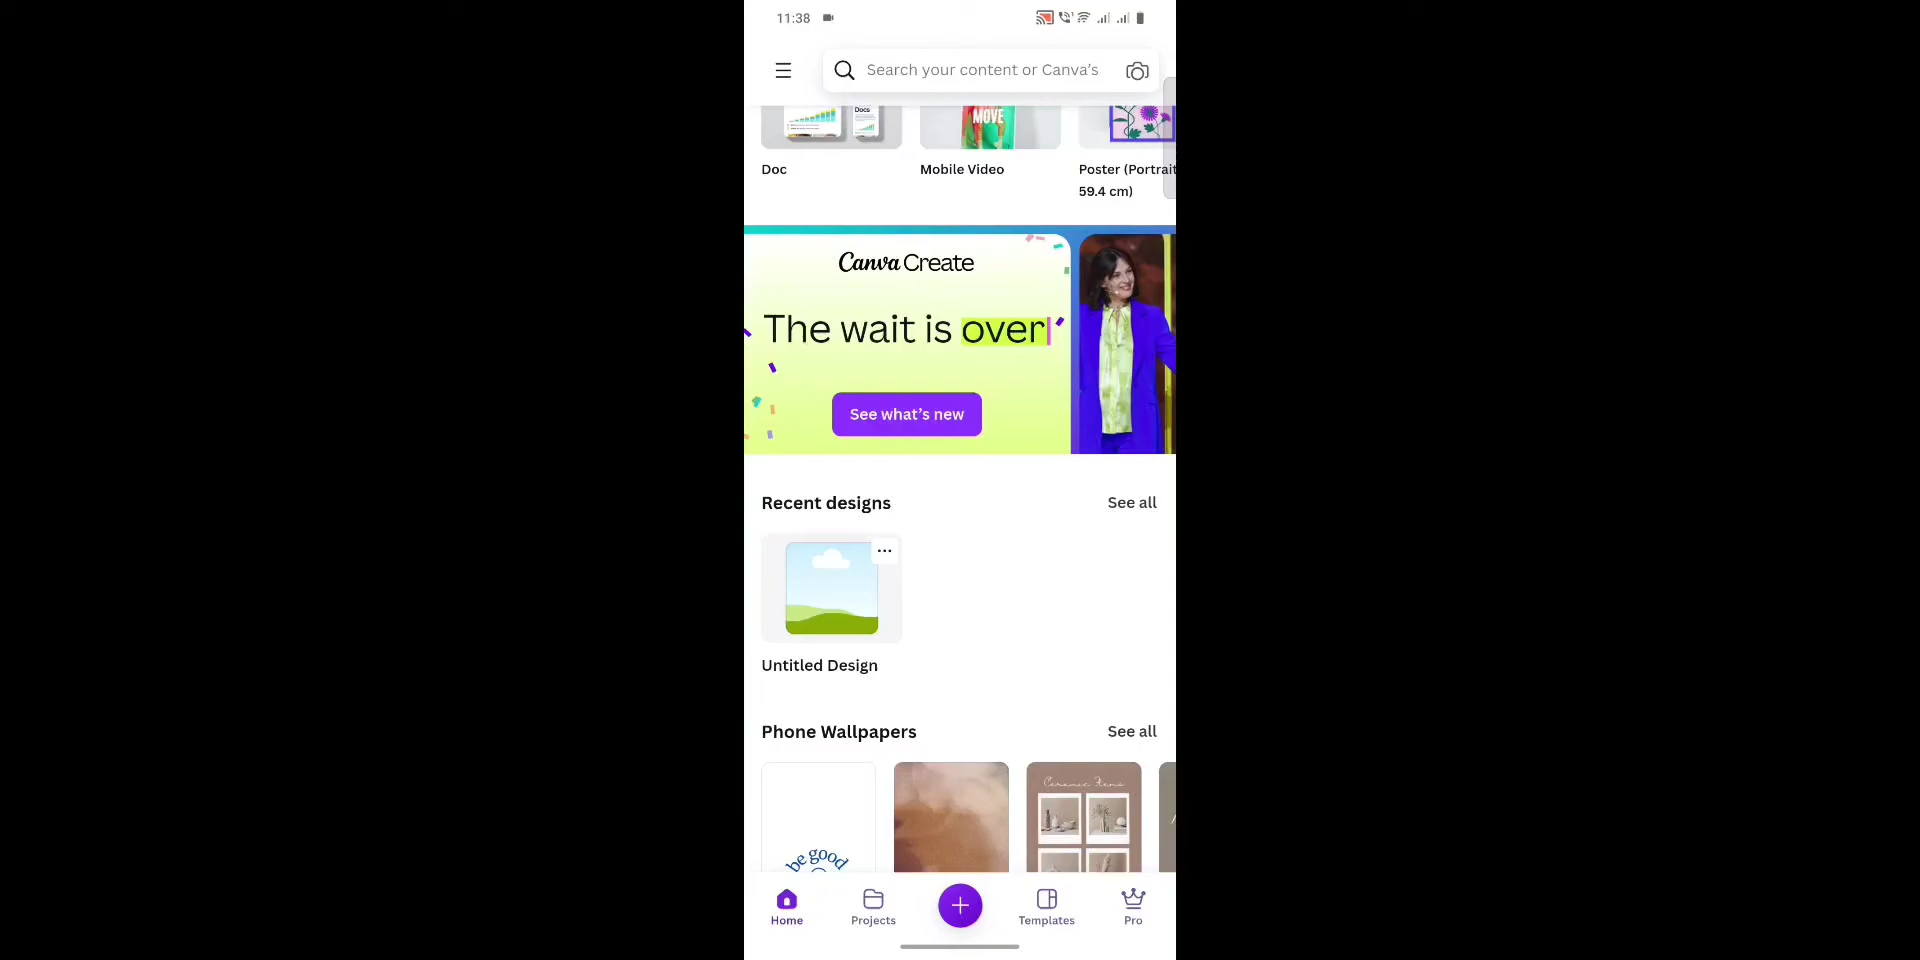 11:38
Search your content or Canva's
Docs
MOVE
Doc
Mobile Video
Poster (Portrait
59.4 cm)
Canva Create
The wait is over
See what's new
Recent designs
See all
Untitled Design
Phone Wallpapers
See all
Ceramic Items
be good
Home
Projects
Templates
Pro